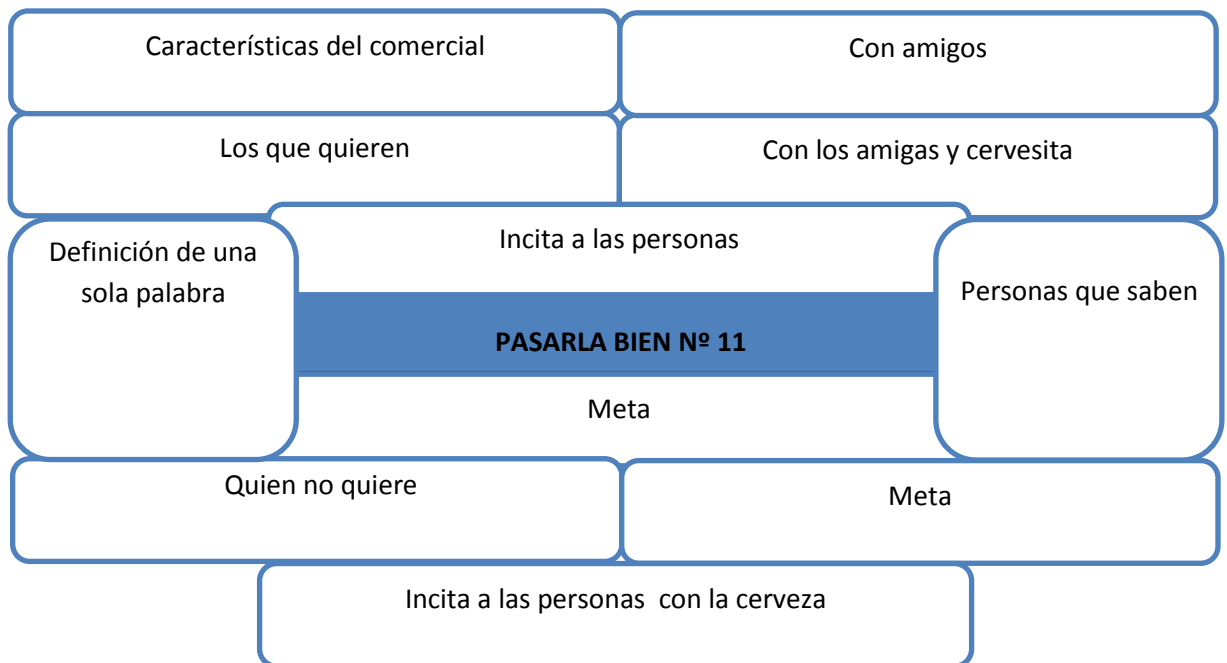 Características del comercial
Con amigos
Los que quieren
Con los amigas y cervesita
Incita a las personas
Definición de una
sola palabra
Personas que saben
PASARLA BIEN Nº 11
Meta
Quien no quiere
Meta
Incita a las personas con la cerveza